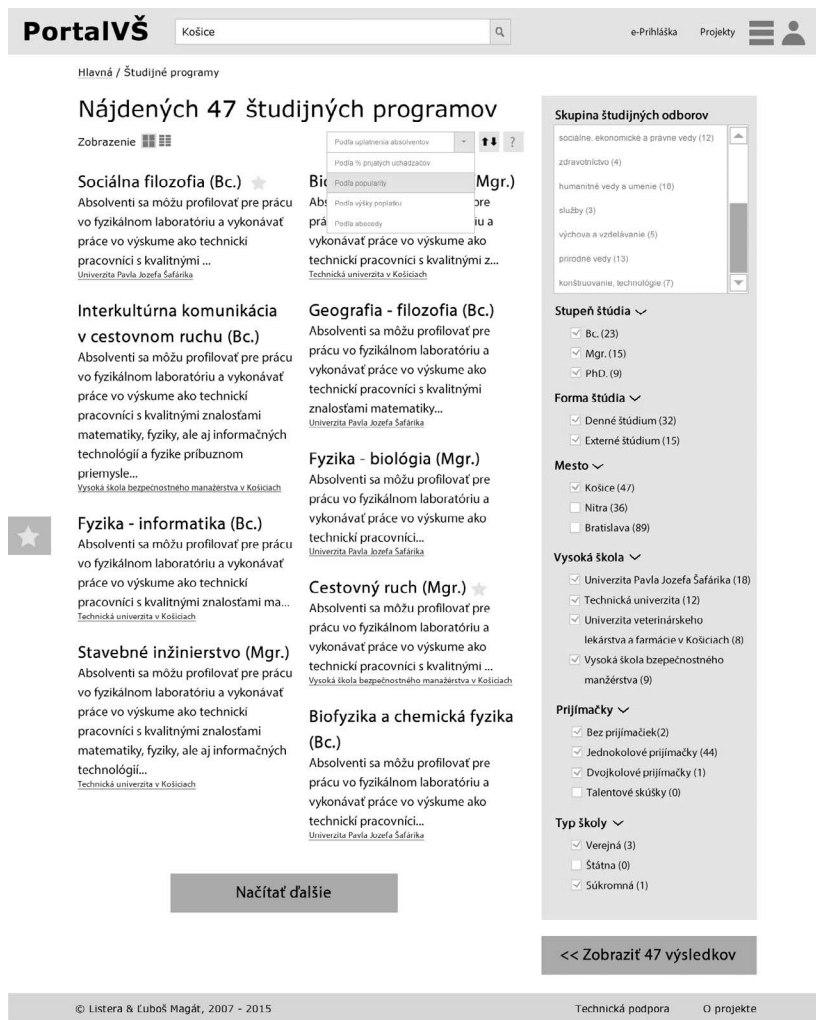 PortalVŠ
Košice
e-Prihláška
Projekty
Hlavná / Študijné programy
Nájdených 47 študijných programov
Zobrazenie
Podľa uplatnenia absolventov
?
Podľa % prijatých uchádzačov
Podľa popularity
Podľa výšky poplatku
Podľa abecedy
Sociálna filozofia (Bc.)
Absolventi sa môžu profilovať pre prácu
vo fyzikálnom laboratóriu a vykonávať
práce vo výskume ako technickí
pracovníci s kvalitnými ...
Univerzita Pavla Jozefa Šafárika
Interkultúrna komunikácia
v cestovnom ruchu (Bc.)
Absolventi sa môžu profilovať pre prácu
vo fyzikálnom laboratóriu a vykonávať
práce vo výskume ako technickí
pracovníci s kvalitnými znalosťami
matematiky, fyziky, ale aj informačných
technológií a fyzike príbuznom
priemysle...
Vysoká škola bezpečnostného manažérstva v Košiciach
Fyzika - informatika (Bc.)
Absolventi sa môžu profilovať pre prácu
vo fyzikálnom laboratóriu a vykonávať
práce vo výskume ako technickí
pracovníci s kvalitnými znalosťami ma...
Technická univerzita v Košiciach
Stavebné inžinierstvo (Mgr.)
Absolventi sa môžu profilovať pre prácu
vo fyzikálnom laboratóriu a vykonávať
práce vo výskume ako technickí
pracovníci s kvalitnými znalosťami
matematiky, fyziky, ale aj informačných
technológií...
Technická univerzita v Košiciach
Mgr.)
vykonávať práce vo výskume ako
technickí pracovníci s kvalitnými z...
Technická univerzita v Košiciach
Geografia - filozofia (Bc.)
Absolventi sa môžu profilovať pre
prácu vo fyzikálnom laboratóriu a
vykonávať práce vo výskume ako
technickí pracovníci s kvalitnými
znalosťami matematiky...
Univerzita Pavla Jozefa Šafárika
Fyzika - biológia (Mgr.)
Absolventi sa môžu profilovať pre
prácu vo fyzikálnom laboratóriu a
vykonávať práce vo výskume ako
technickí pracovníci...
Univerzita Pavla Jozefa Šafárika
Cestovný ruch (Mgr.)
Absolventi sa môžu profilovať pre
prácu vo fyzikálnom laboratóriu a
vykonávať práce vo výskume ako
technickí pracovníci s kvalitnými ...
Vysoká škola bezpečnostného manažérstva v Košiciach
Biofyzika a chemická fyzika
(Bc.)
Absolventi sa môžu profilovať pre
prácu vo fyzikálnom laboratóriu a
vykonávať práce vo výskume ako
technickí pracovníci...
Univerzita Pavla Jozefa Šafárika
Načítať ďalšie
Skupina študijných odborov
sociálne, ekonomické a právne vedy (12)
zdravotníctvo (4)
humanitné vedy a umenie (16)
služby (3)
výchova a vzdelávanie (5)
prírodné vedy (13)
konštruovanie, technológie (7)
Stupeň štúdia
Bc. (23)
Mgr. (15)
PhD. (9)
Forma štúdia
Denné štúdium (32)
Externé štúdium (15)
Mesto
Košice (47)
Nitra (36)
Bratislava (89)
Vysoká škola
Univerzita Pavla Jozefa Šafárika (18)
Technická univerzita (12)
Univerzita veterinárskeho
lekárstva a farmácie v Košiciach (8)
Vysoká škola bzepečnostného
manžérstva (9)
Prijímačky
Bez prijímačiek(2)
Jednokolové prijímačky (44)
Dvojkolové prijímačky (1)
Talentové skúšky (0)
Typ školy
Verejná (3)
Štátna (0)
Súkromná (1)
<< Zobraziť 47 výsledkov
© Listera & Ľuboš Magát, 2007 - 2015
Technická podpora
O projekte